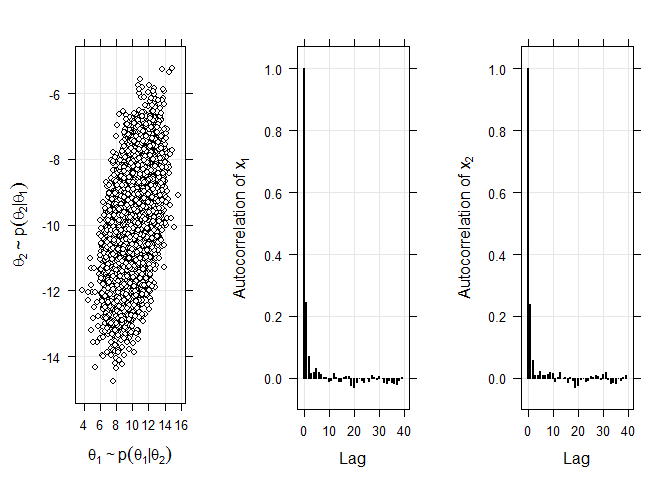 -6
-8
-10
-12
-14
4 6 8 10 12 14 16
θ₁ ~ p(θ₁|θ₂)
θ₂ ~ p(θ₂|θ₁)
1.0
0.8
0.6
0.4
0.2
0.0
0 10 20 30 40
Lag
Autocorrelation of x₁
1.0
0.8
0.6
0.4
0.2
0.0
0 10 20 30 40
Lag
Autocorrelation of x₂